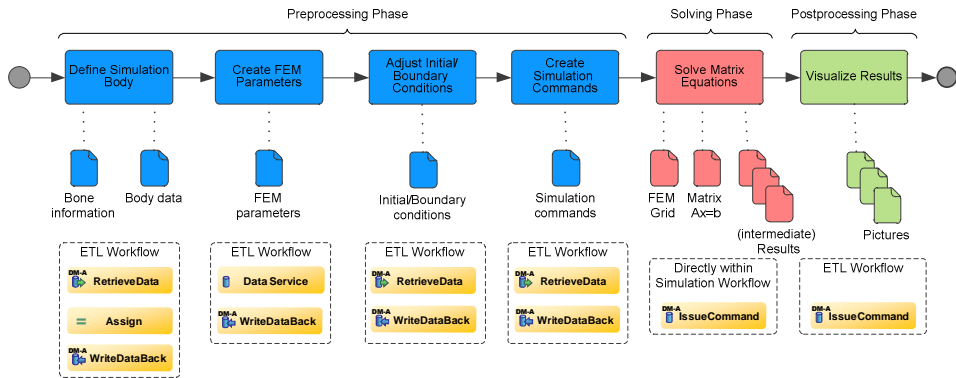 Preprocessing Phase
Solving Phase
Postprocessing Phase
Define Simulation
Body
Create FEM
Parameters
Adjust Initial/
Boundary
Conditions
Create
Simulation
Commands
Solve Matrix
Equations
Visualize Results
Bone
information
Body data
FEM
parameters
Initial/Boundary
conditions
Simulation
commands
FEM
Grid
Matrix
Ax=b
(intermediate)
Results
Pictures
ETL Workflow
DM-A
RetrieveData
Assign
DM-A
WriteDataBack
ETL Workflow
Data Service
DM-A
WriteDataBack
ETL Workflow
DM-A
RetrieveData
DM-A
WriteDataBack
ETL Workflow
DM-A
RetrieveData
DM-A
WriteDataBack
Directly within
Simulation Workflow
DM-A
IssueCommand
ETL Workflow
DM-A
IssueCommand